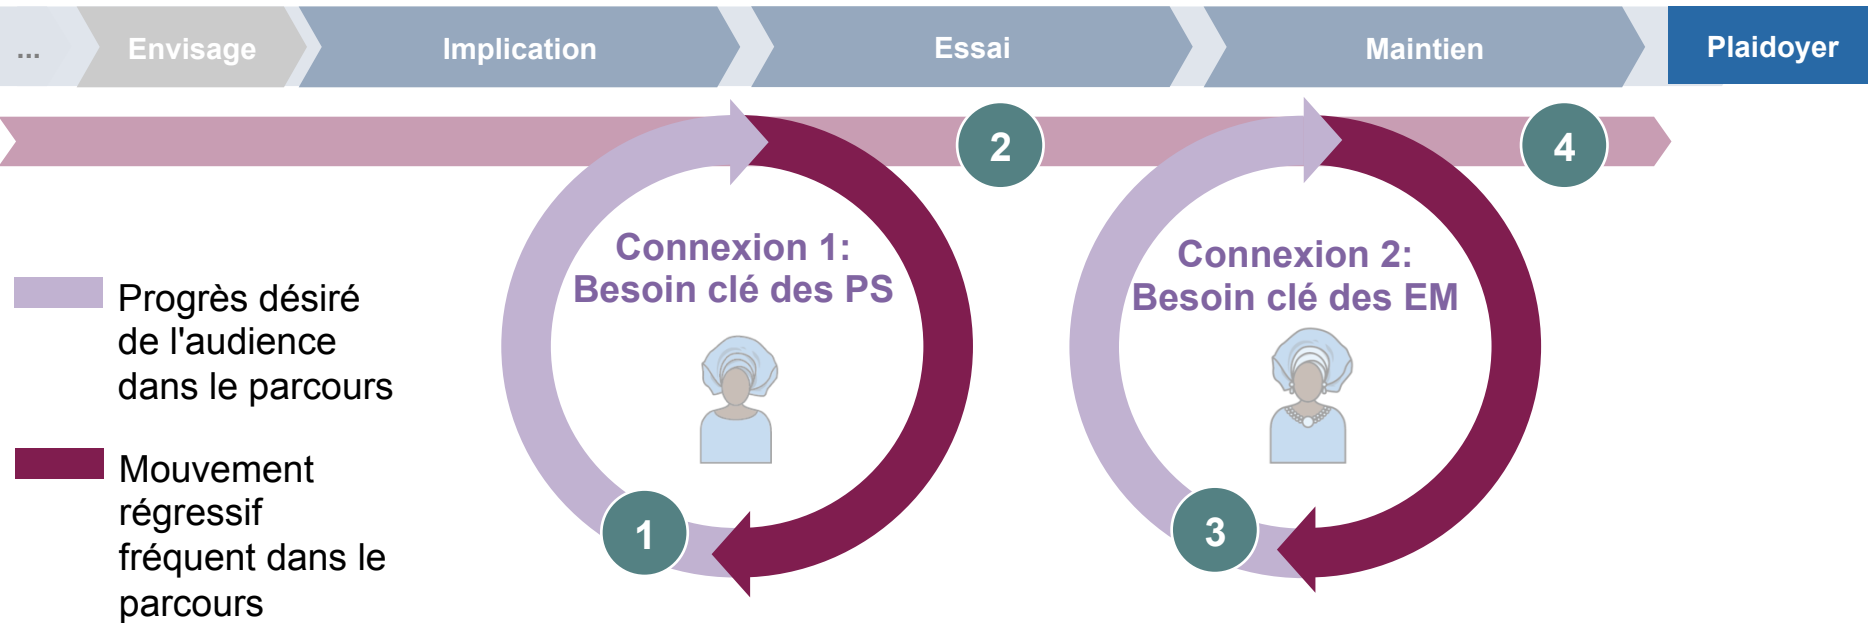 ...
Envisage
Implication
Essai
Maintien
Plaidoyer
2
4
Connexion 1:
Besoin clé des PS
Connexion 2:
Besoin clé des EM
Progrès désiré
de l'audience
dans le parcours
Mouvement
régressif
fréquent dans le
parcours
1
3